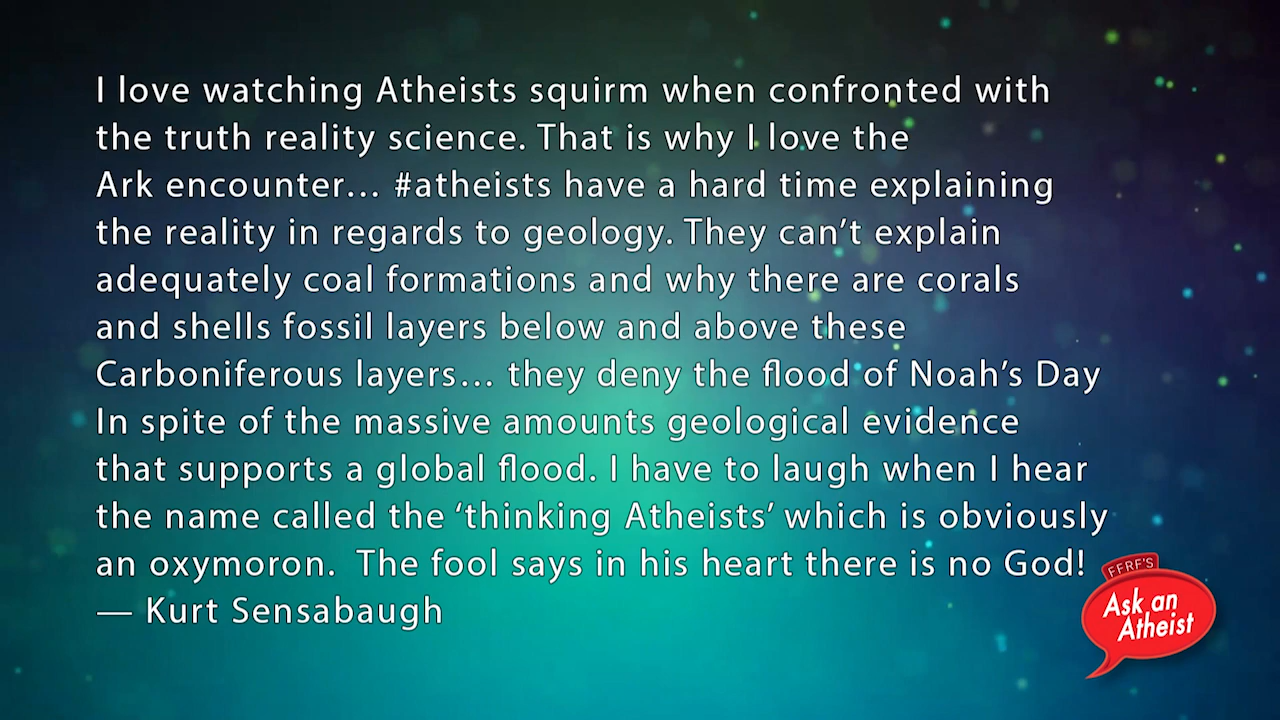 I love watching Atheists squirm when confronted with
the truth reality science. That is why I love the
Ark encounter… #atheists have a hard time explaining
the reality in regards to geology. They can’t explain
adequately coal formations and why there are corals
and shells fossil layers below and above these
Carboniferous layers… they deny the flood of Noah’s Day
In spite of the massive amounts geological evidence
that supports a global flood. I have to laugh when I hear
the name called the ‘thinking Atheists’ which is obviously
an oxymoron.  The fool says in his heart there is no God!
— Kurt Sensabaugh
FFRF'S
Ask an
Atheist